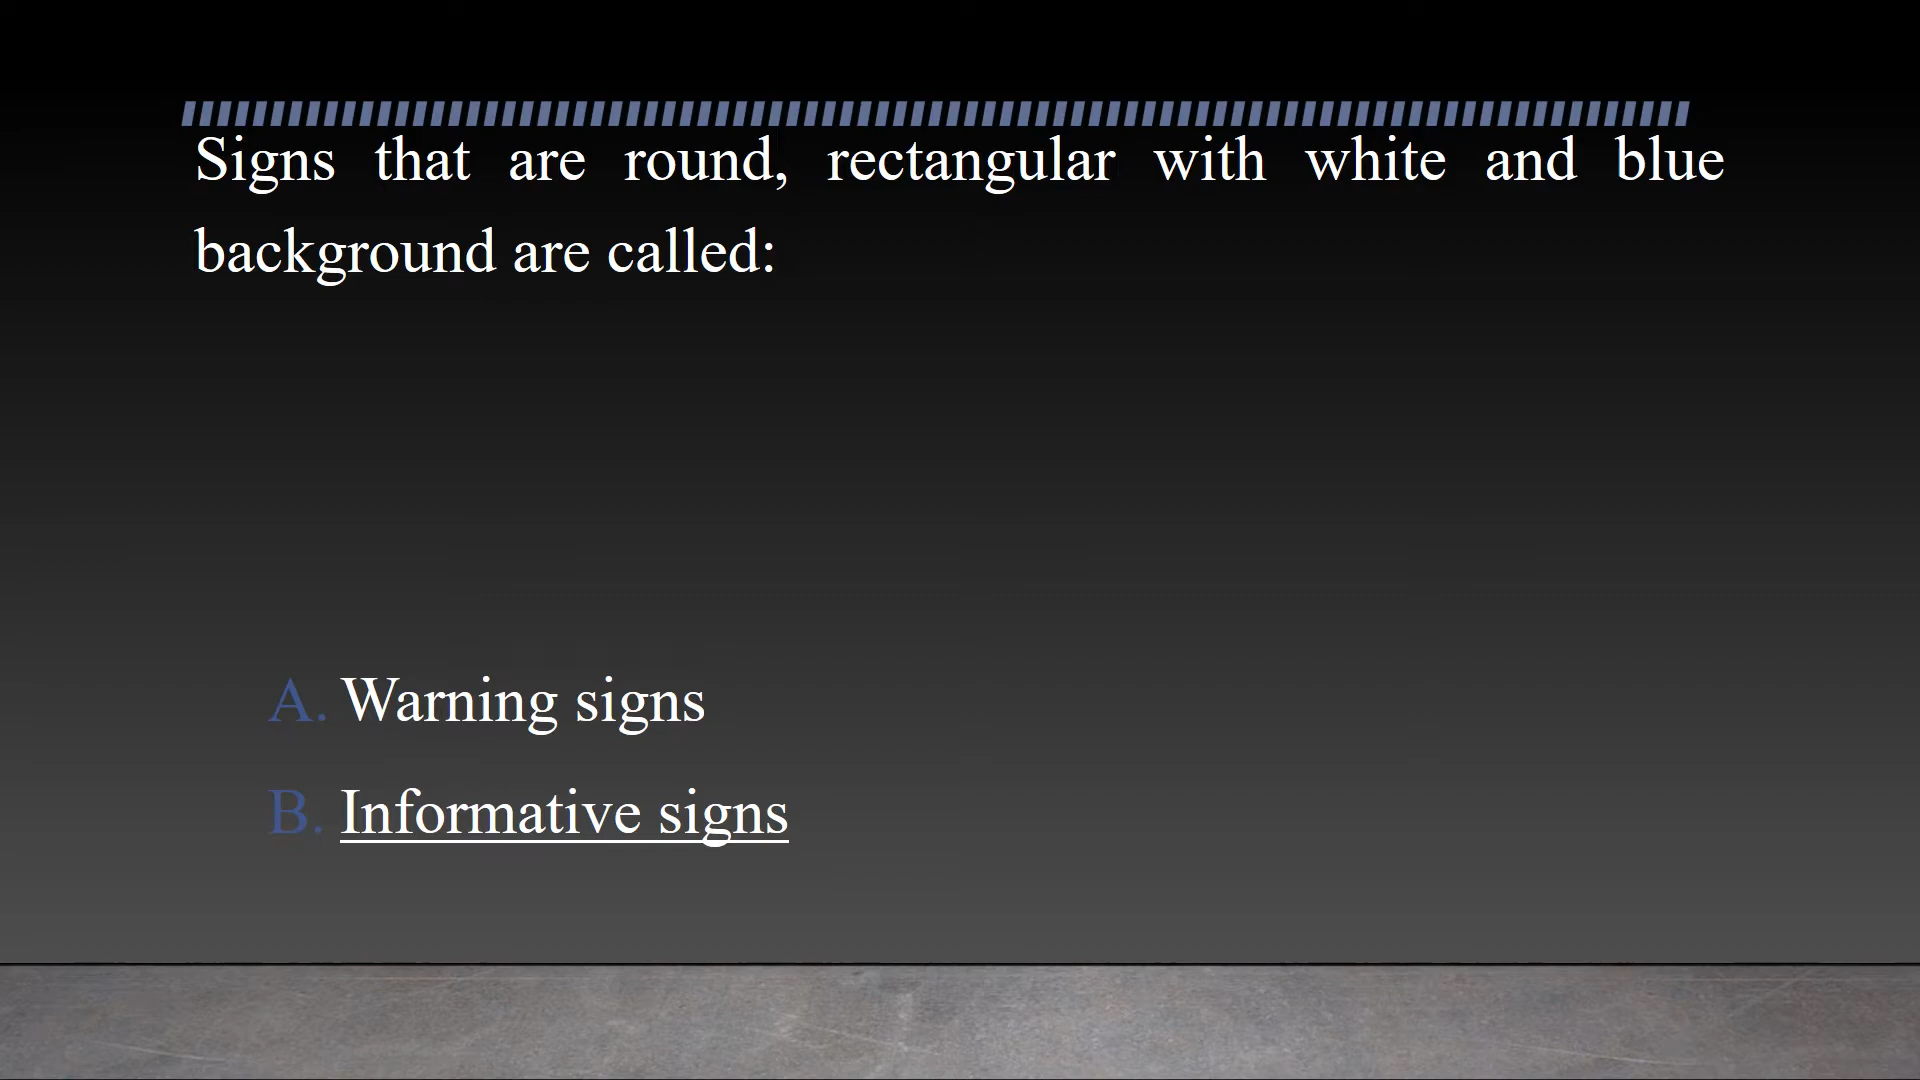 Signs that are round, rectangular with white and blue
background are called:
A. Warning signs
B. Informative signs